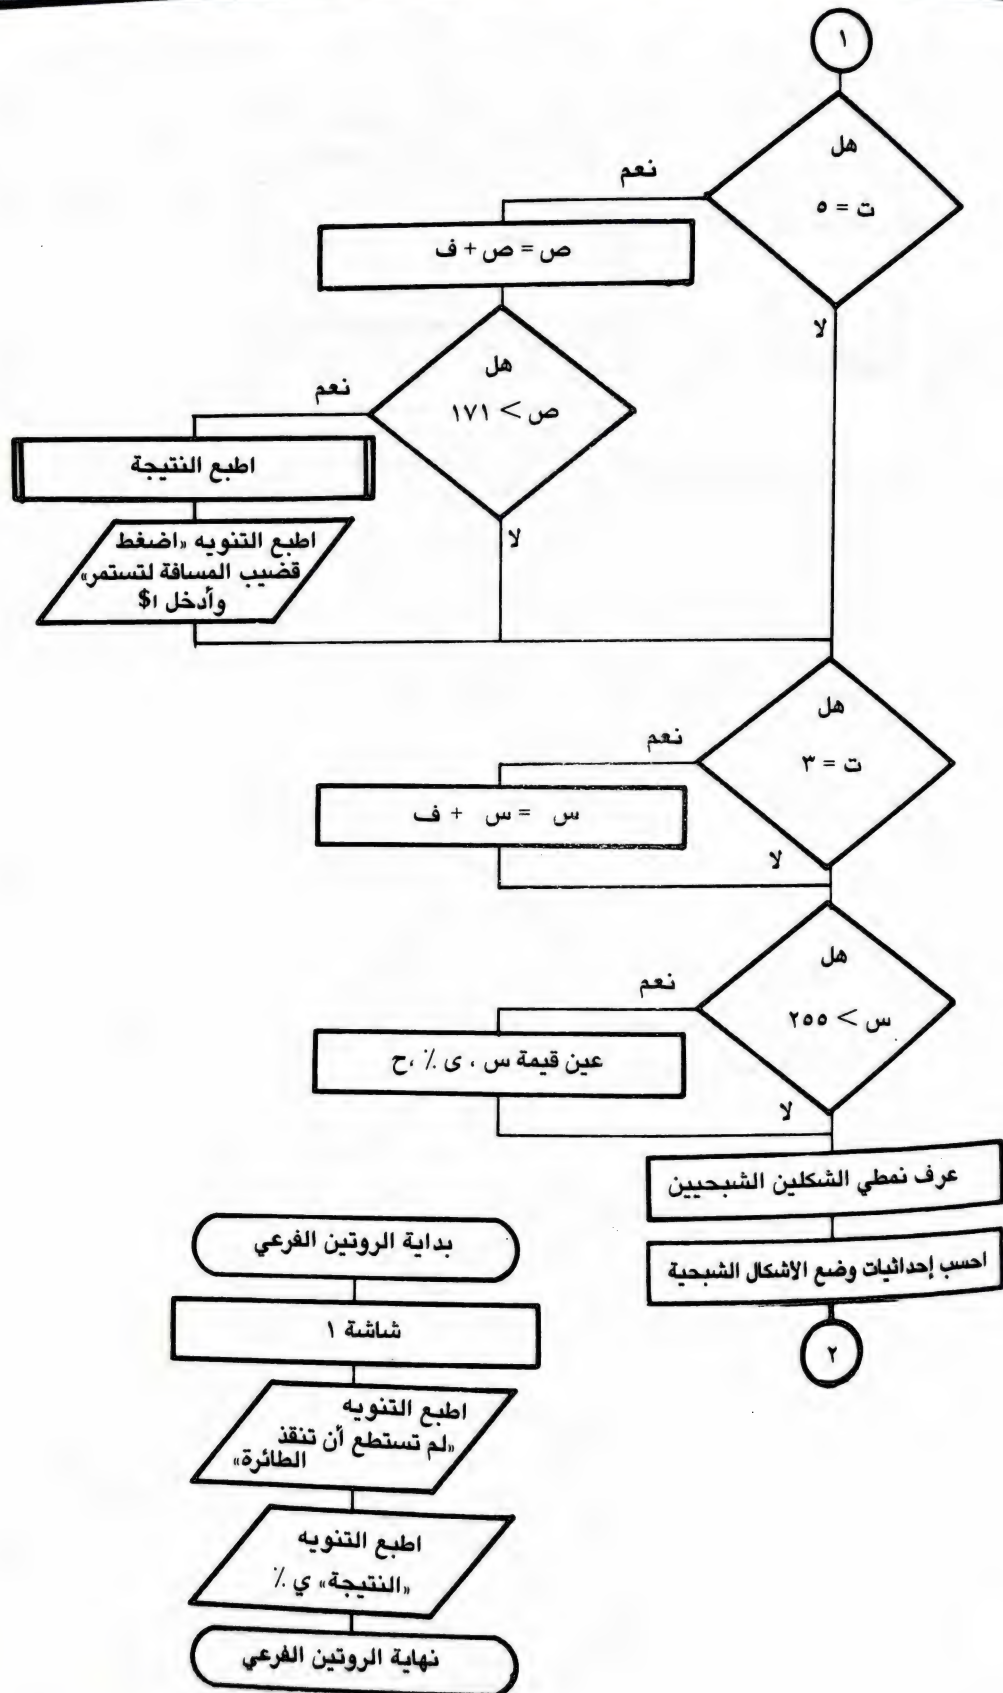 ١
هل
ت = ٥
نعم
لا
ص = ص + ف
هل
ص > ١٧١
نعم
لا
اطبع النتيجة
اطبع التنويه «اضغط
قضيب المسافة لتستمر»
وأدخل ا$
هل
ت = ٣
نعم
لا
س = س + ف
هل
س > ٢٥٥
نعم
لا
عين قيمة س ، ى ٪ ،ح
عرف نمطي الشكلين الشبحيين
احسب إحداثيات وضع الأشكال الشبحية
٢
بداية الروتين الفرعي
شاشة ١
اطبع التنويه
«لم تستطع أن تنقذ
الطائرة»
اطبع التنويه
«النتيجة» ي ٪
نهاية الروتين الفرعي